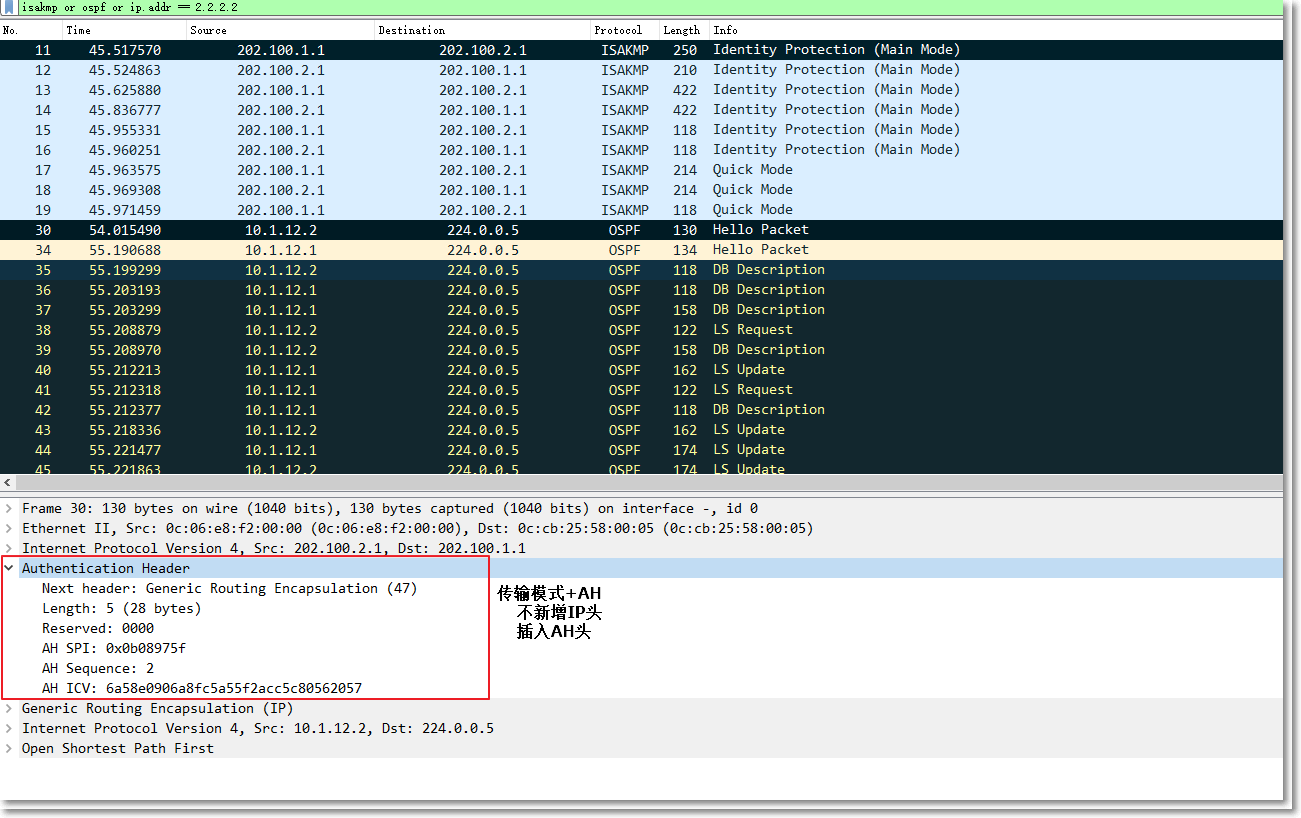 isakmp or ospf or ip.addr == 2.2.2.2
No. Time Source Destination Protocol Length Info
11 45.517570 202.100.1.1 202.100.2.1 ISAKMP 250 Identity Protection (Main Mode)
12 45.524863 202.100.2.1 202.100.1.1 ISAKMP 210 Identity Protection (Main Mode)
13 45.625880 202.100.1.1 202.100.2.1 ISAKMP 422 Identity Protection (Main Mode)
14 45.836777 202.100.2.1 202.100.1.1 ISAKMP 422 Identity Protection (Main Mode)
15 45.955331 202.100.1.1 202.100.2.1 ISAKMP 118 Identity Protection (Main Mode)
16 45.960251 202.100.2.1 202.100.1.1 ISAKMP 118 Identity Protection (Main Mode)
17 45.963575 202.100.1.1 202.100.2.1 ISAKMP 214 Quick Mode
18 45.969308 202.100.2.1 202.100.1.1 ISAKMP 214 Quick Mode
19 45.971459 202.100.1.1 202.100.2.1 ISAKMP 118 Quick Mode
30 54.015490 10.1.12.2 224.0.0.5 OSPF 130 Hello Packet
34 55.190688 10.1.12.1 224.0.0.5 OSPF 134 Hello Packet
35 55.199299 10.1.12.2 224.0.0.5 OSPF 118 DB Description
36 55.203193 10.1.12.1 224.0.0.5 OSPF 118 DB Description
37 55.203299 10.1.12.1 224.0.0.5 OSPF 158 DB Description
38 55.208879 10.1.12.2 224.0.0.5 OSPF 122 LS Request
39 55.208970 10.1.12.2 224.0.0.5 OSPF 158 DB Description
40 55.212213 10.1.12.1 224.0.0.5 OSPF 162 LS Update
41 55.212318 10.1.12.1 224.0.0.5 OSPF 122 LS Request
42 55.212377 10.1.12.1 224.0.0.5 OSPF 118 DB Description
43 55.218336 10.1.12.2 224.0.0.5 OSPF 162 LS Update
44 55.221477 10.1.12.1 224.0.0.5 OSPF 174 LS Update
45 55.221863 10.1.12.2 224.0.0.5 OSPF 174 LS Update
Frame 30: 130 bytes on wire (1040 bits), 130 bytes captured (1040 bits) on interface -, id 0
Ethernet II, Src: 0c:06:e8:f2:00:00 (0c:06:e8:f2:00:00), Dst: 0c:cb:25:58:00:05 (0c:cb:25:58:00:05)
Internet Protocol Version 4, Src: 202.100.2.1, Dst: 202.100.1.1
Authentication Header
Next header: Generic Routing Encapsulation (47)
Length: 5 (28 bytes)
Reserved: 0000
AH SPI: 0x0b08975f
AH Sequence: 2
AH ICV: 6a58e0906a8fc5a55f2acc5c80562057
传输模式+AH
不新增IP头
插入AH头
Generic Routing Encapsulation (IP)
Internet Protocol Version 4, Src: 10.1.12.2, Dst: 224.0.0.5
Open Shortest Path First